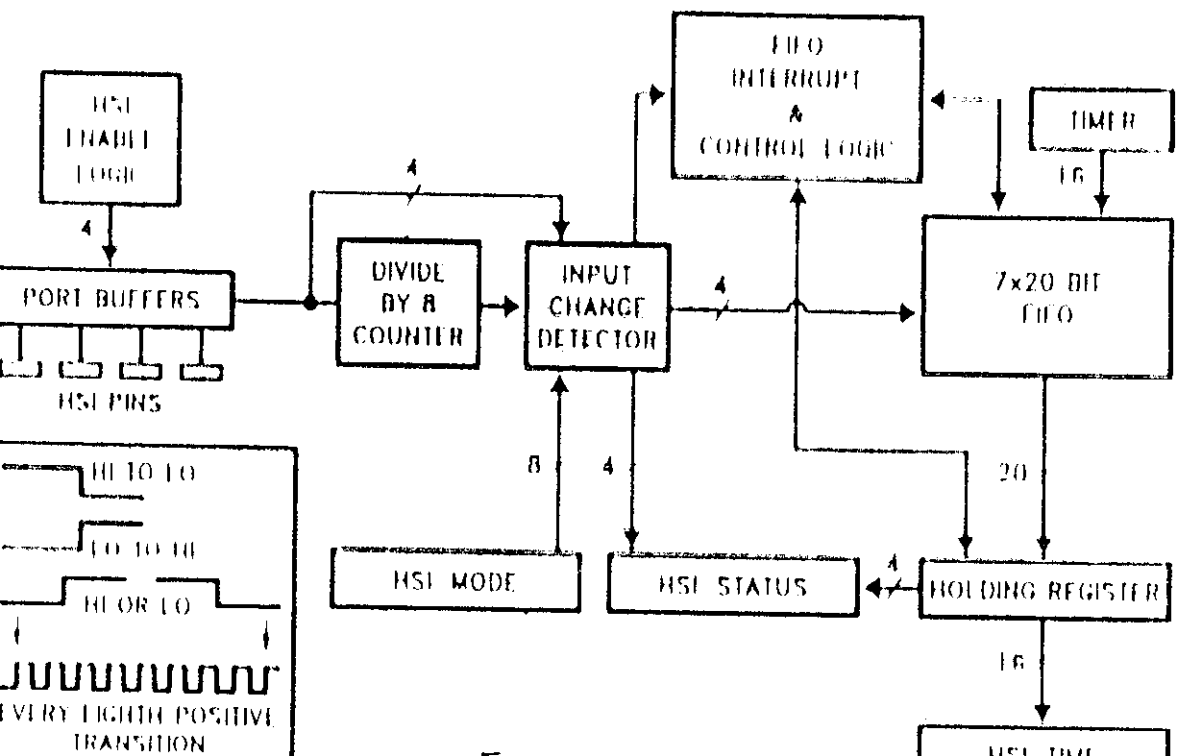 HSI
ENABLE
LOGIC
4
PORT BUFFERS
HSI PINS
4
DIVIDE
BY 8
COUNTER
INPUT
CHANGE
DETECTOR
FIFO
INTERRUPT
&
CONTROL LOGIC
TIMER
16
4
7x20 BIT
FIFO
8
4
20
HSI MODE
HSI STATUS
4
HOLDING REGISTER
16
HSI TIME
HI TO LO
LO TO HI
HI OR LO
EVERY EIGHTH POSITIVE
TRANSITION